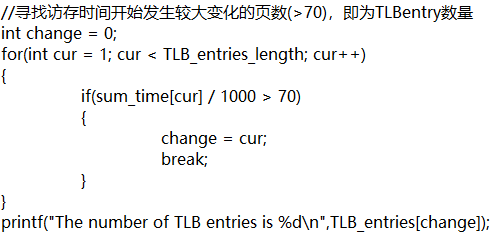 //寻找访存时间开始发生较大变化的页数(>70)，即为TLBentry数量
int change = 0;
for(int cur = 1; cur < TLB_entries_length; cur++)
{
if(sum_time[cur] / 1000 > 70)
{
change = cur;
break;
}
}
printf("The number of TLB entries is %d\n",TLB_entries[change]);